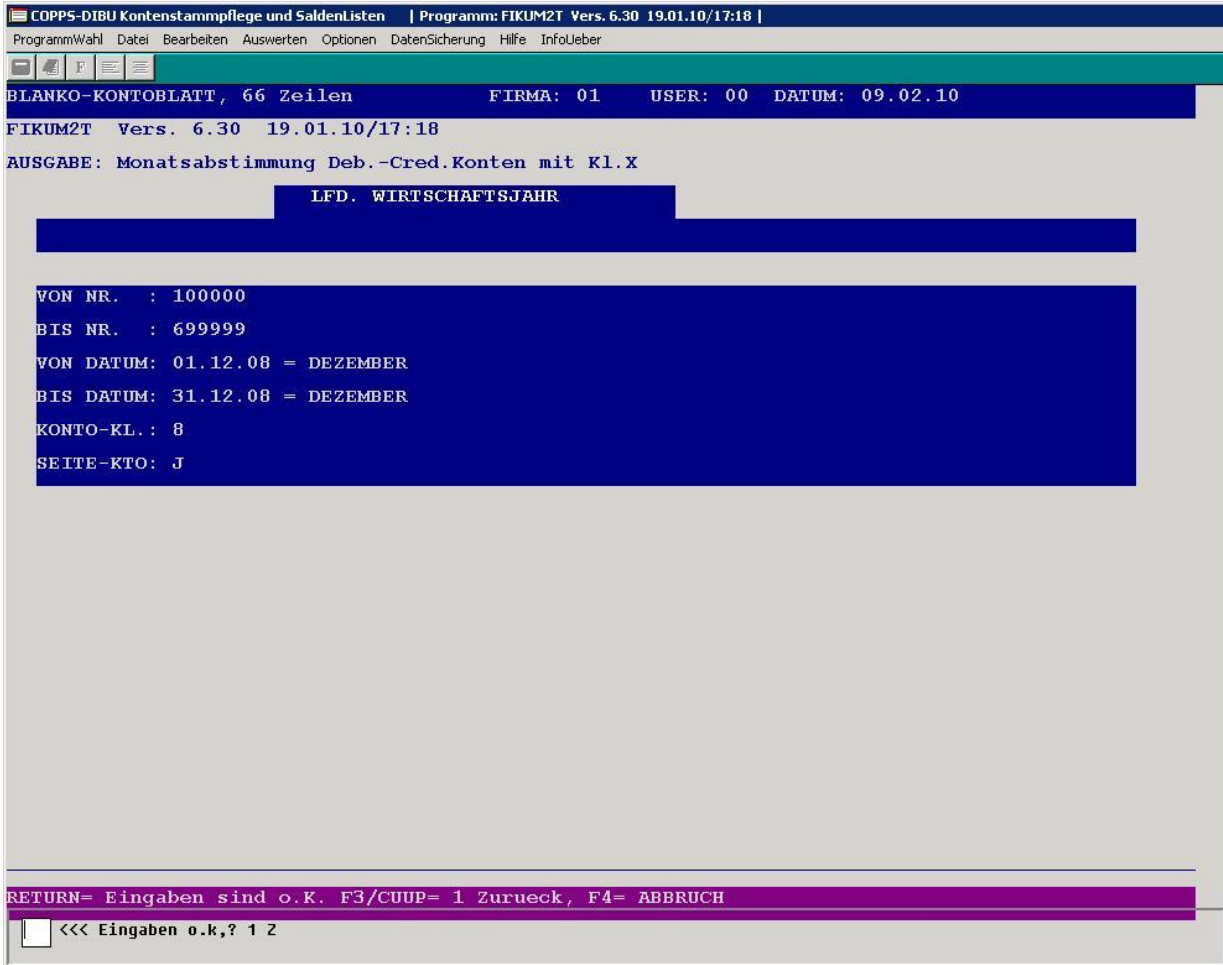 COPPS-DIBU Kontenstammpflege und SaldenListen | Programm: FIKUM2T Vers. 6.30 19.01.10/17:18 |
ProgrammWahl Datei Bearbeiten Auswerten Optionen DatenSicherung Hilfe InfoUeber
F
BLANKO-KONTOBLATT, 66 Zeilen FIRMA: 01 USER: 00 DATUM: 09.02.10
FIKUM2T Vers. 6.30 19.01.10/17:18
AUSGABE: Monatsabstimmung Deb.-Cred.Konten mit Kl.X
LFD. WIRTSCHAFTSJAHR
VON NR. : 100000
BIS NR. : 699999
VON DATUM: 01.12.08 = DEZEMBER
BIS DATUM: 31.12.08 = DEZEMBER
KONTO-KL.: 8
SEITE-KTO: J
RETURN= Eingaben sind o.K. F3/CUUP= 1 Zurueck, F4= ABBRUCH
<<< Eingaben o.k,? 1 Z